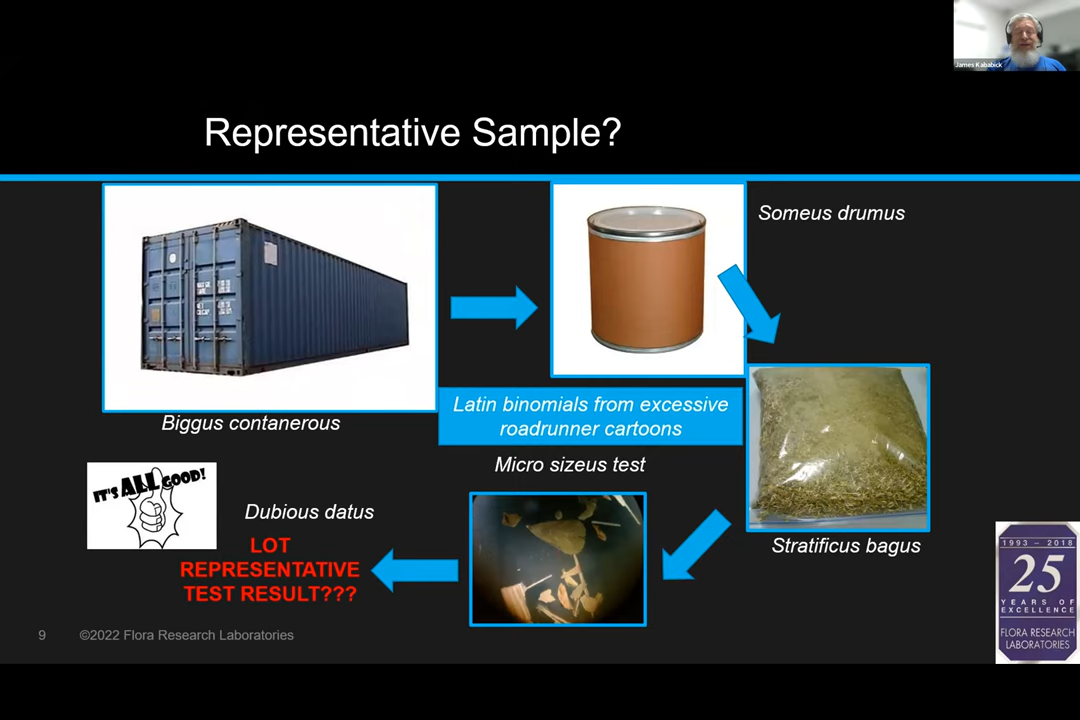 James Kababick
Representative Sample?
Someus drumus
Biggus contanerous
Latin binomials from excessive
roadrunner cartoons
Micro sizeus test
Stratificus bagus
IT'S ALL GOOD!
Dubious datus
LOT
REPRESENTATIVE
TEST RESULT???
1993 – 2018
25
YEARS OF
EXCELLENCE
FLORA RESEARCH
LABORATORIES
9
©2022 Flora Research Laboratories